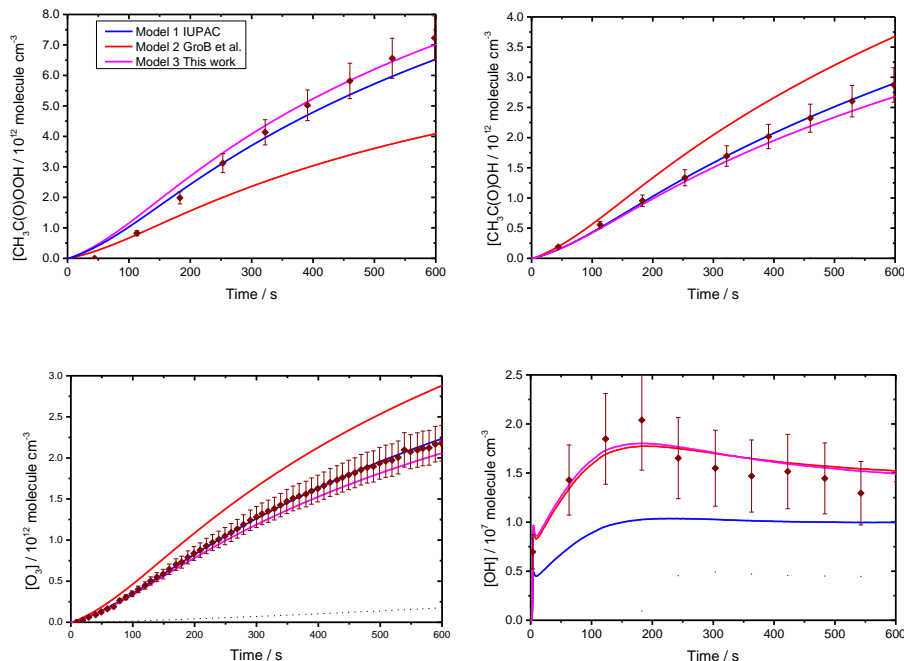 [CH3C(O)OOH / 10^12 molecule cm^-3
8.0
7.0
6.0
5.0
4.0
3.0
2.0
1.0
0.0
Model 1 IUPAC
Model 2 GroB et al.
Model 3 This work
0 100 200 300 400 500 600
Time / s
[CH3C(O)OH / 10^12 molecule cm^-3
4.0
3.5
3.0
2.5
2.0
1.5
1.0
0.5
0.0
0 100 200 300 400 500 600
Time / s
[O3] / 10^12 molecule cm^-3
3.0
2.5
2.0
1.5
1.0
0.5
0.0
0 100 200 300 400 500 600
Time / s
[OH] / 10^7 molecule cm^-3
2.5
2.0
1.5
1.0
0.5
0.0
0 100 200 300 400 500 600
Time / s